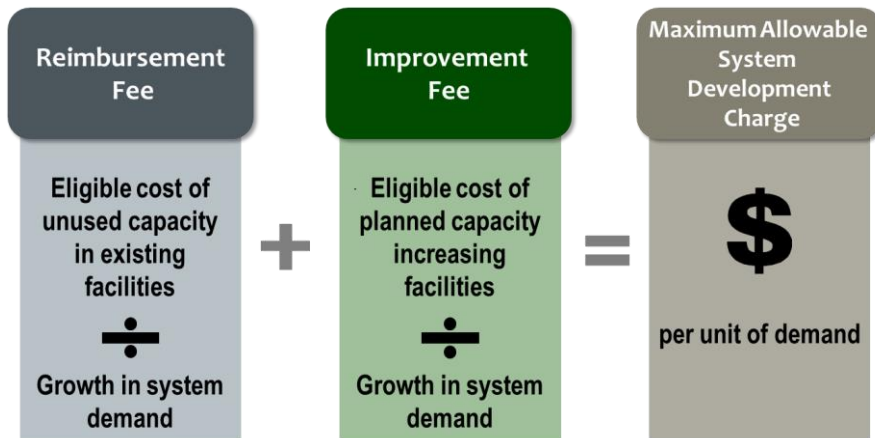 Reimbursement
Fee
Eligible cost of
unused capacity
in existing
facilities
÷
Growth in system
demand
+
Improvement
Fee
Eligible cost of
planned capacity
increasing
facilities
÷
Growth in system
demand
=
Maximum Allowable
System
Development
Charge
$
per unit of demand